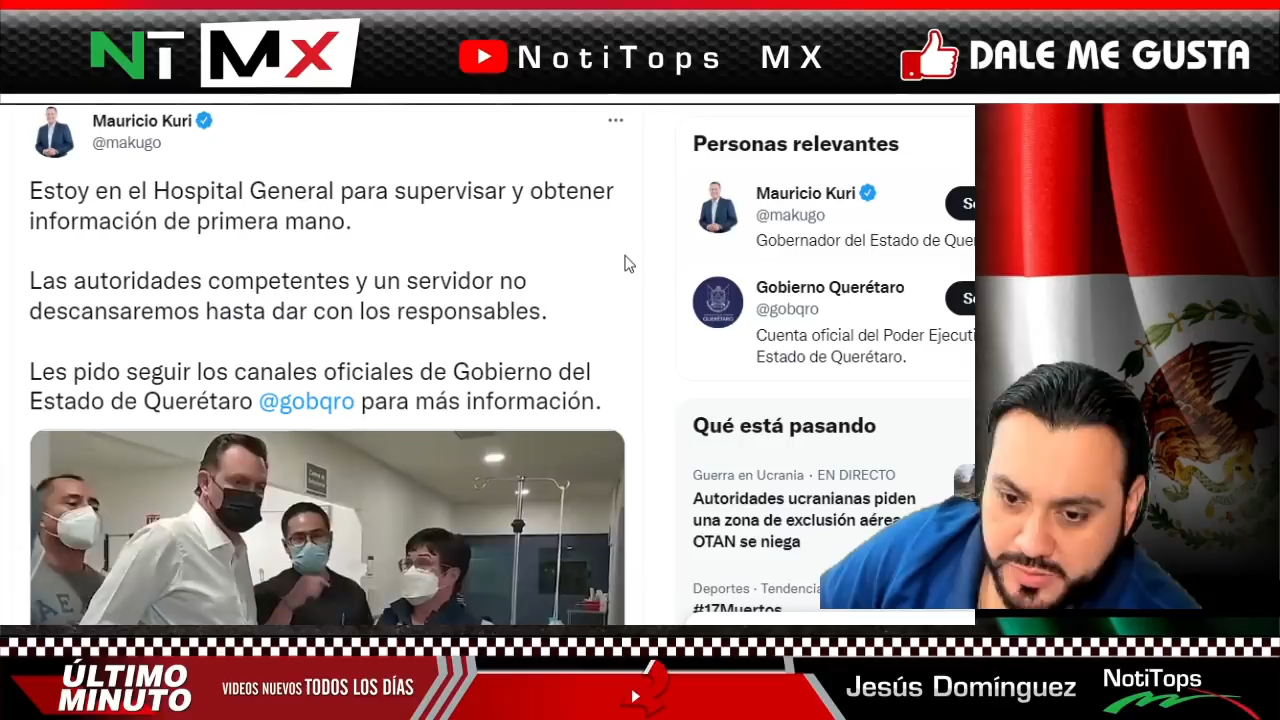 NT MX
NotiTops MX
DALE ME GUSTA
Mauricio Kuri
@makugo
Estoy en el Hospital General para supervisar y obtener
información de primera mano.
Las autoridades competentes y un servidor no
descansaremos hasta dar con los responsables.
Les pido seguir los canales oficiales de Gobierno del
Estado de Querétaro @gobqro para más información.
Personas relevantes
Mauricio Kuri
@makugo
Gobernador del Estado de Que
Gobierno Querétaro
@gobqro
Cuenta oficial del Poder Ejecuti
Estado de Querétaro.
Qué está pasando
Guerra en Ucrania · EN DIRECTO
Autoridades ucranianas piden
una zona de exclusión aérea
OTAN se niega
Deportes · Tendencia
#17Muertos
ÚLTIMO
MINUTO
VIDEOS NUEVOS TODOS LOS DÍAS
Jesús Domínguez
NotiTops